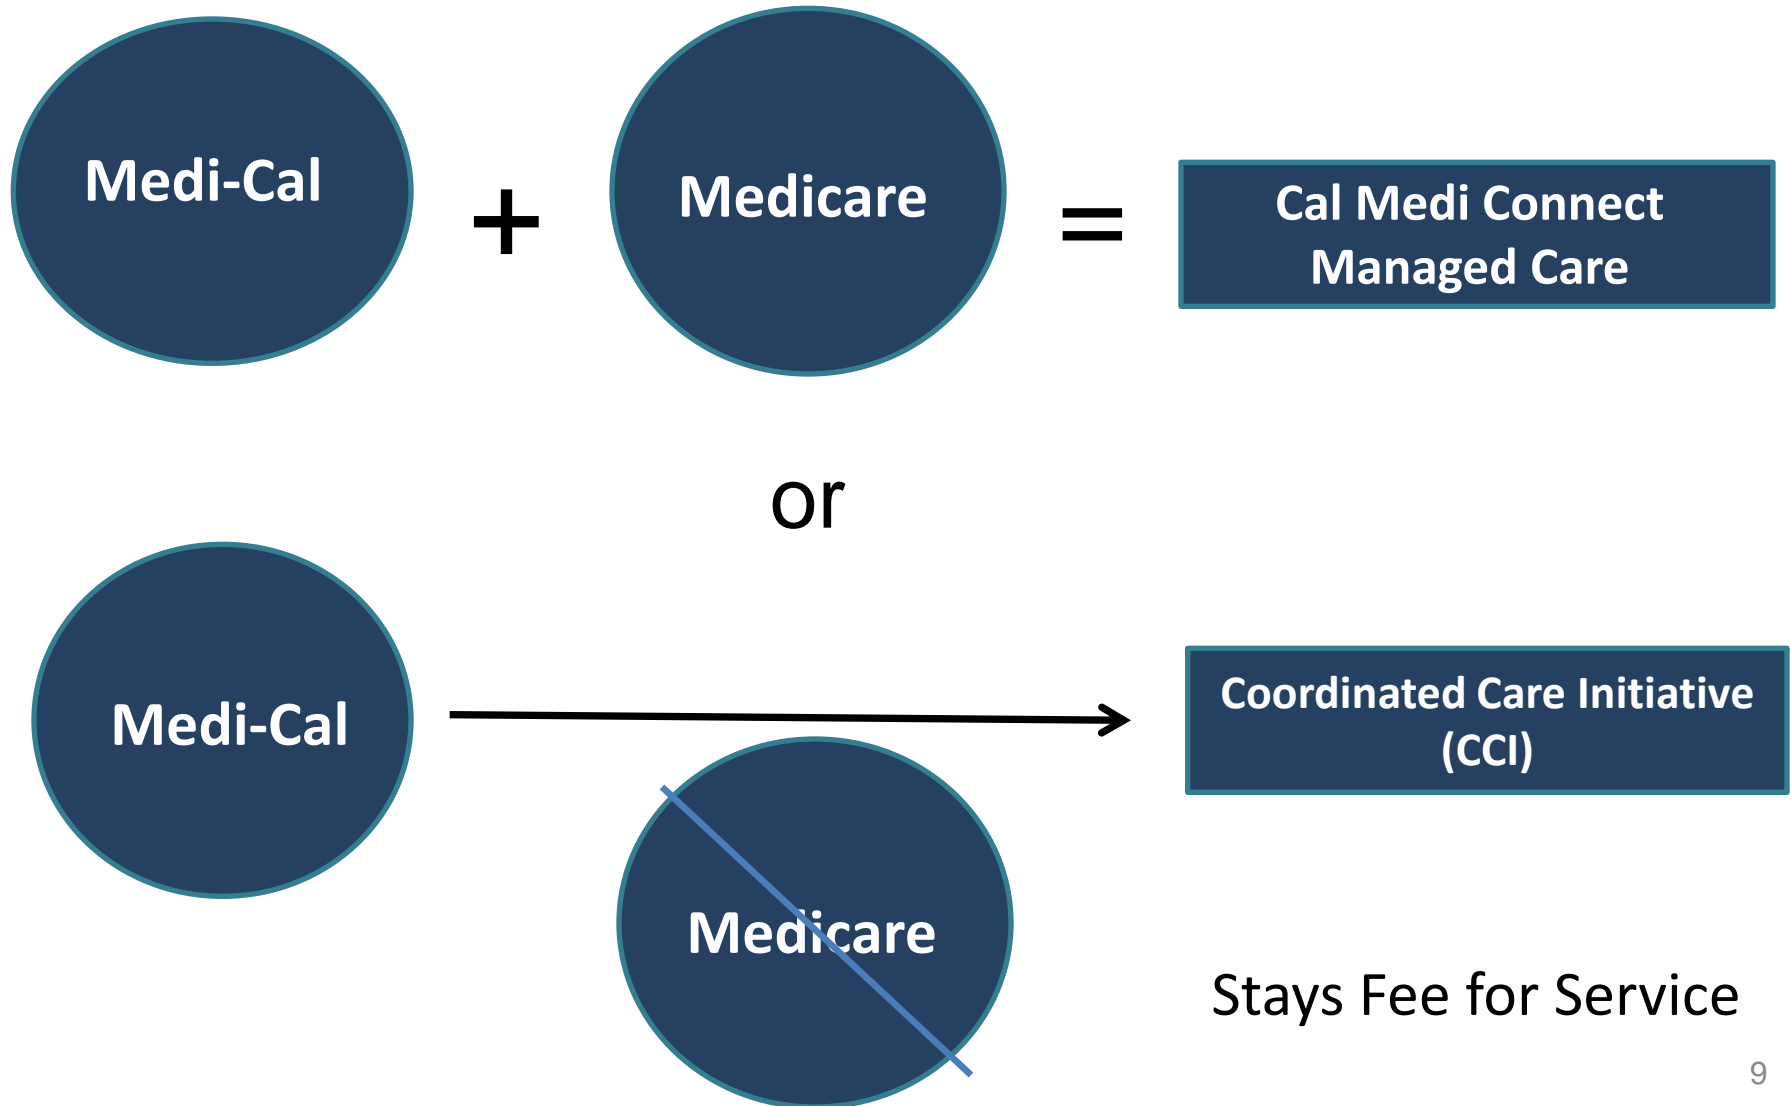 Medi-Cal
+
Medicare
=
Cal Medi Connect
Managed Care
or
Medi-Cal
Coordinated Care Initiative
(CCI)
Medicare
Stays Fee for Service
9